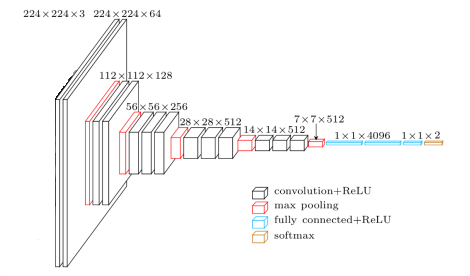 224×224×3 224×224×64
112×112×128
56×56×256
28×28×512
14×14×512
7×7×512
1×1×4096 1×1×2
convolution+ReLU
max pooling
fully connected+ReLU
softmax